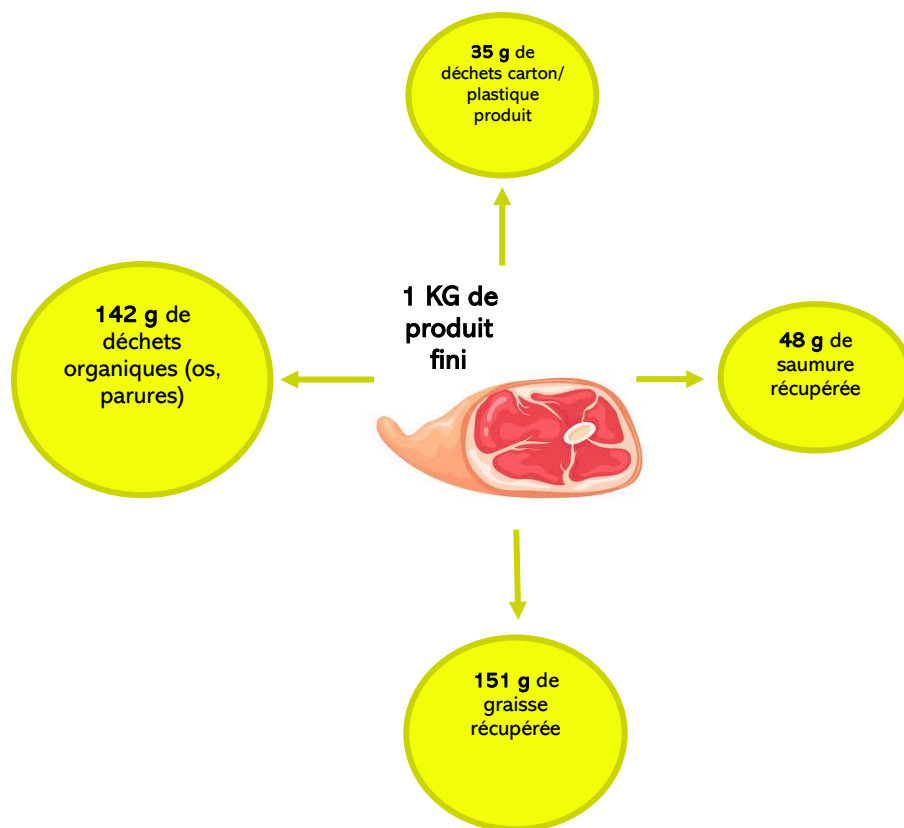 35 g de
déchets carton/
plastique
produit
1 KG de
produit
fini
142 g de
déchets
organiques (os,
parures)
48 g de
saumure
récupérée
151 g de
graisse
récupérée